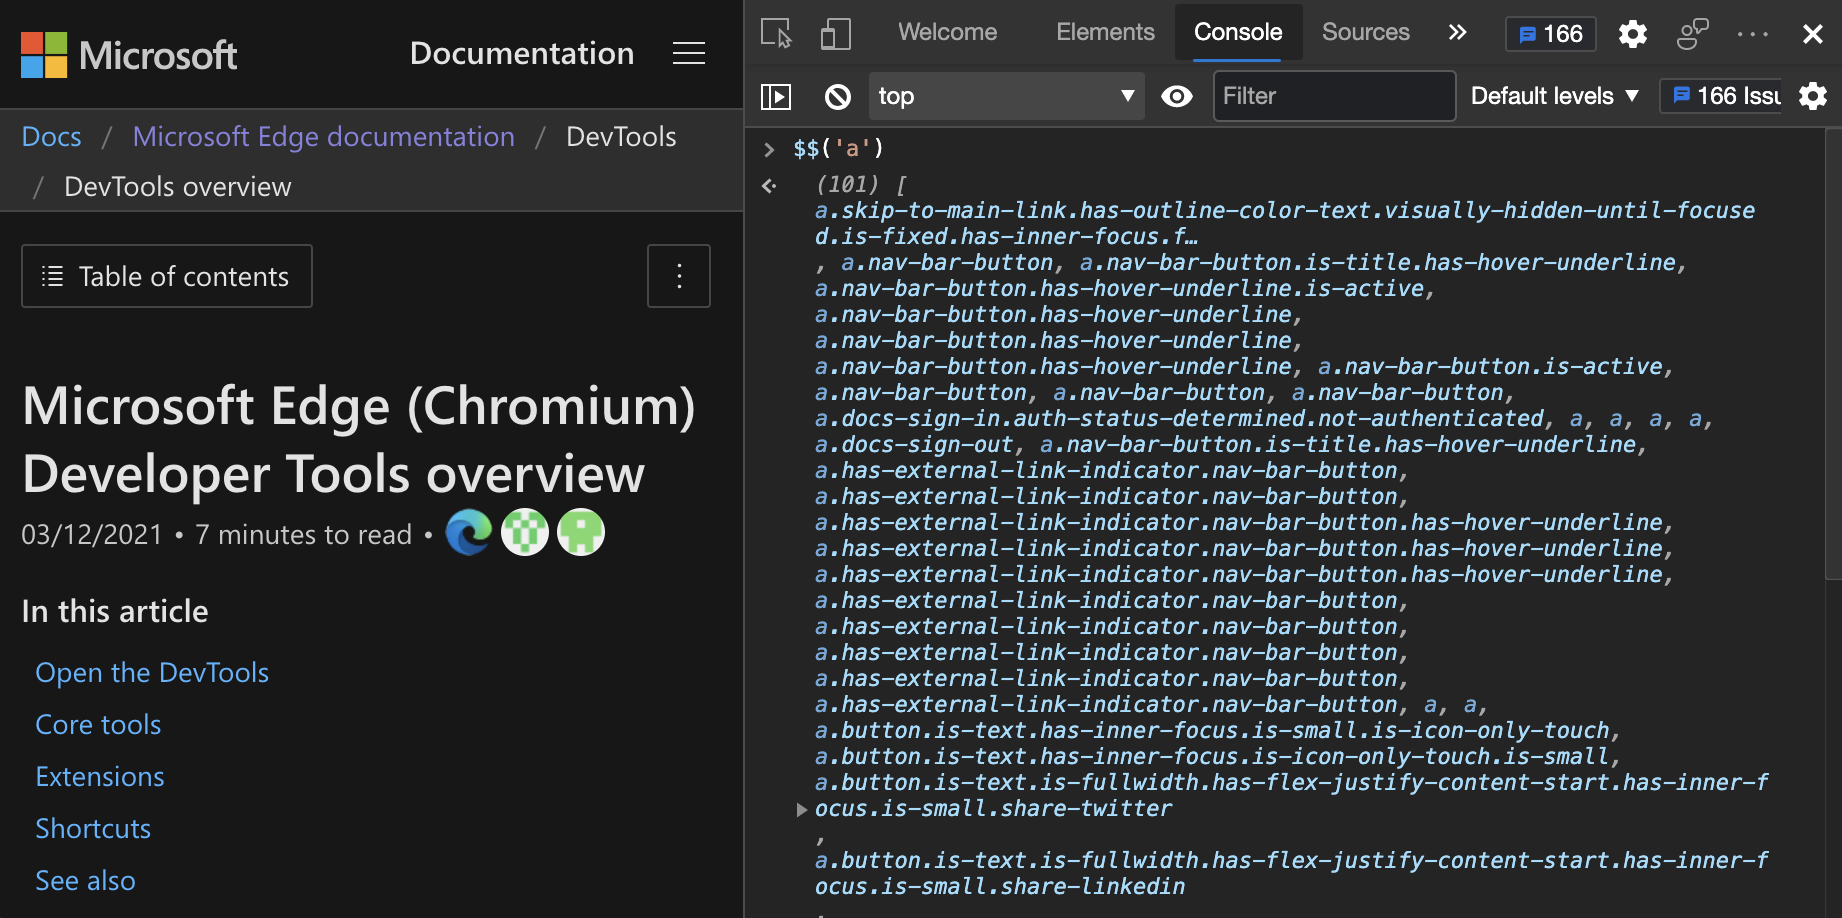 Microsoft
Documentation
Docs / Microsoft Edge documentation / DevTools
/ DevTools overview
Table of contents
Microsoft Edge (Chromium)
Developer Tools overview
03/12/2021 • 7 minutes to read •
In this article
Open the DevTools
Core tools
Extensions
Shortcuts
See also
Welcome Elements Console Sources » 166
top Filter Default levels 166 Issu
$$('a')
(101) [
a.skip-to-main-link.has-outline-color-text.visually-hidden-until-focuse
d.is-fixed.has-inner-focus.f…
, a.nav-bar-button, a.nav-bar-button.is-title.has-hover-underline,
a.nav-bar-button.has-hover-underline.is-active,
a.nav-bar-button.has-hover-underline,
a.nav-bar-button.has-hover-underline,
a.nav-bar-button.has-hover-underline, a.nav-bar-button.is-active,
a.nav-bar-button, a.nav-bar-button, a.nav-bar-button,
a.docs-sign-in.auth-status-determined.not-authenticated, a, a, a, a,
a.docs-sign-out, a.nav-bar-button.is-title.has-hover-underline,
a.has-external-link-indicator.nav-bar-button,
a.has-external-link-indicator.nav-bar-button,
a.has-external-link-indicator.nav-bar-button.has-hover-underline,
a.has-external-link-indicator.nav-bar-button.has-hover-underline,
a.has-external-link-indicator.nav-bar-button.has-hover-underline,
a.has-external-link-indicator.nav-bar-button,
a.has-external-link-indicator.nav-bar-button,
a.has-external-link-indicator.nav-bar-button,
a.has-external-link-indicator.nav-bar-button,
a.has-external-link-indicator.nav-bar-button, a, a,
a.button.is-text.has-inner-focus.is-small.is-icon-only-touch,
a.button.is-text.has-inner-focus.is-icon-only-touch.is-small,
a.button.is-text.is-fullwidth.has-flex-justify-content-start.has-inner-f
ocus.is-small.share-twitter
,
a.button.is-text.is-fullwidth.has-flex-justify-content-start.has-inner-f
ocus.is-small.share-linkedin
,